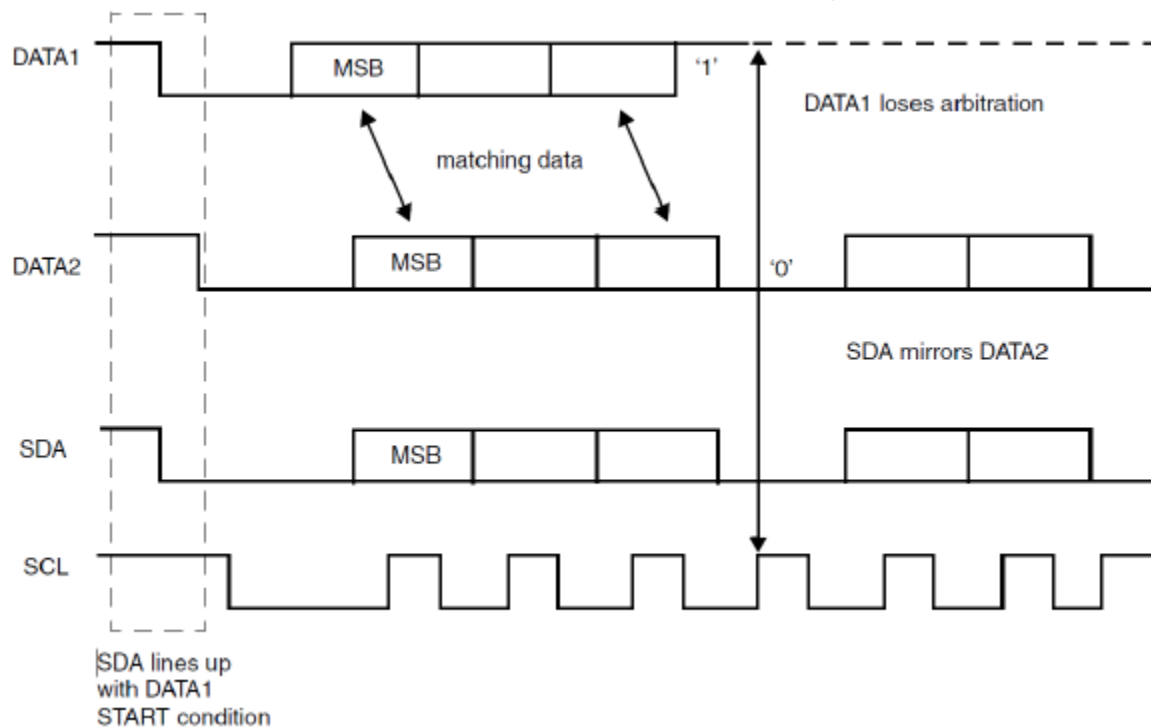 DATA1
MSB
'1'
DATA1 loses arbitration
matching data
DATA2
MSB
'0'
SDA mirrors DATA2
SDA
MSB
SCL
SDA lines up
with DATA1
START condition